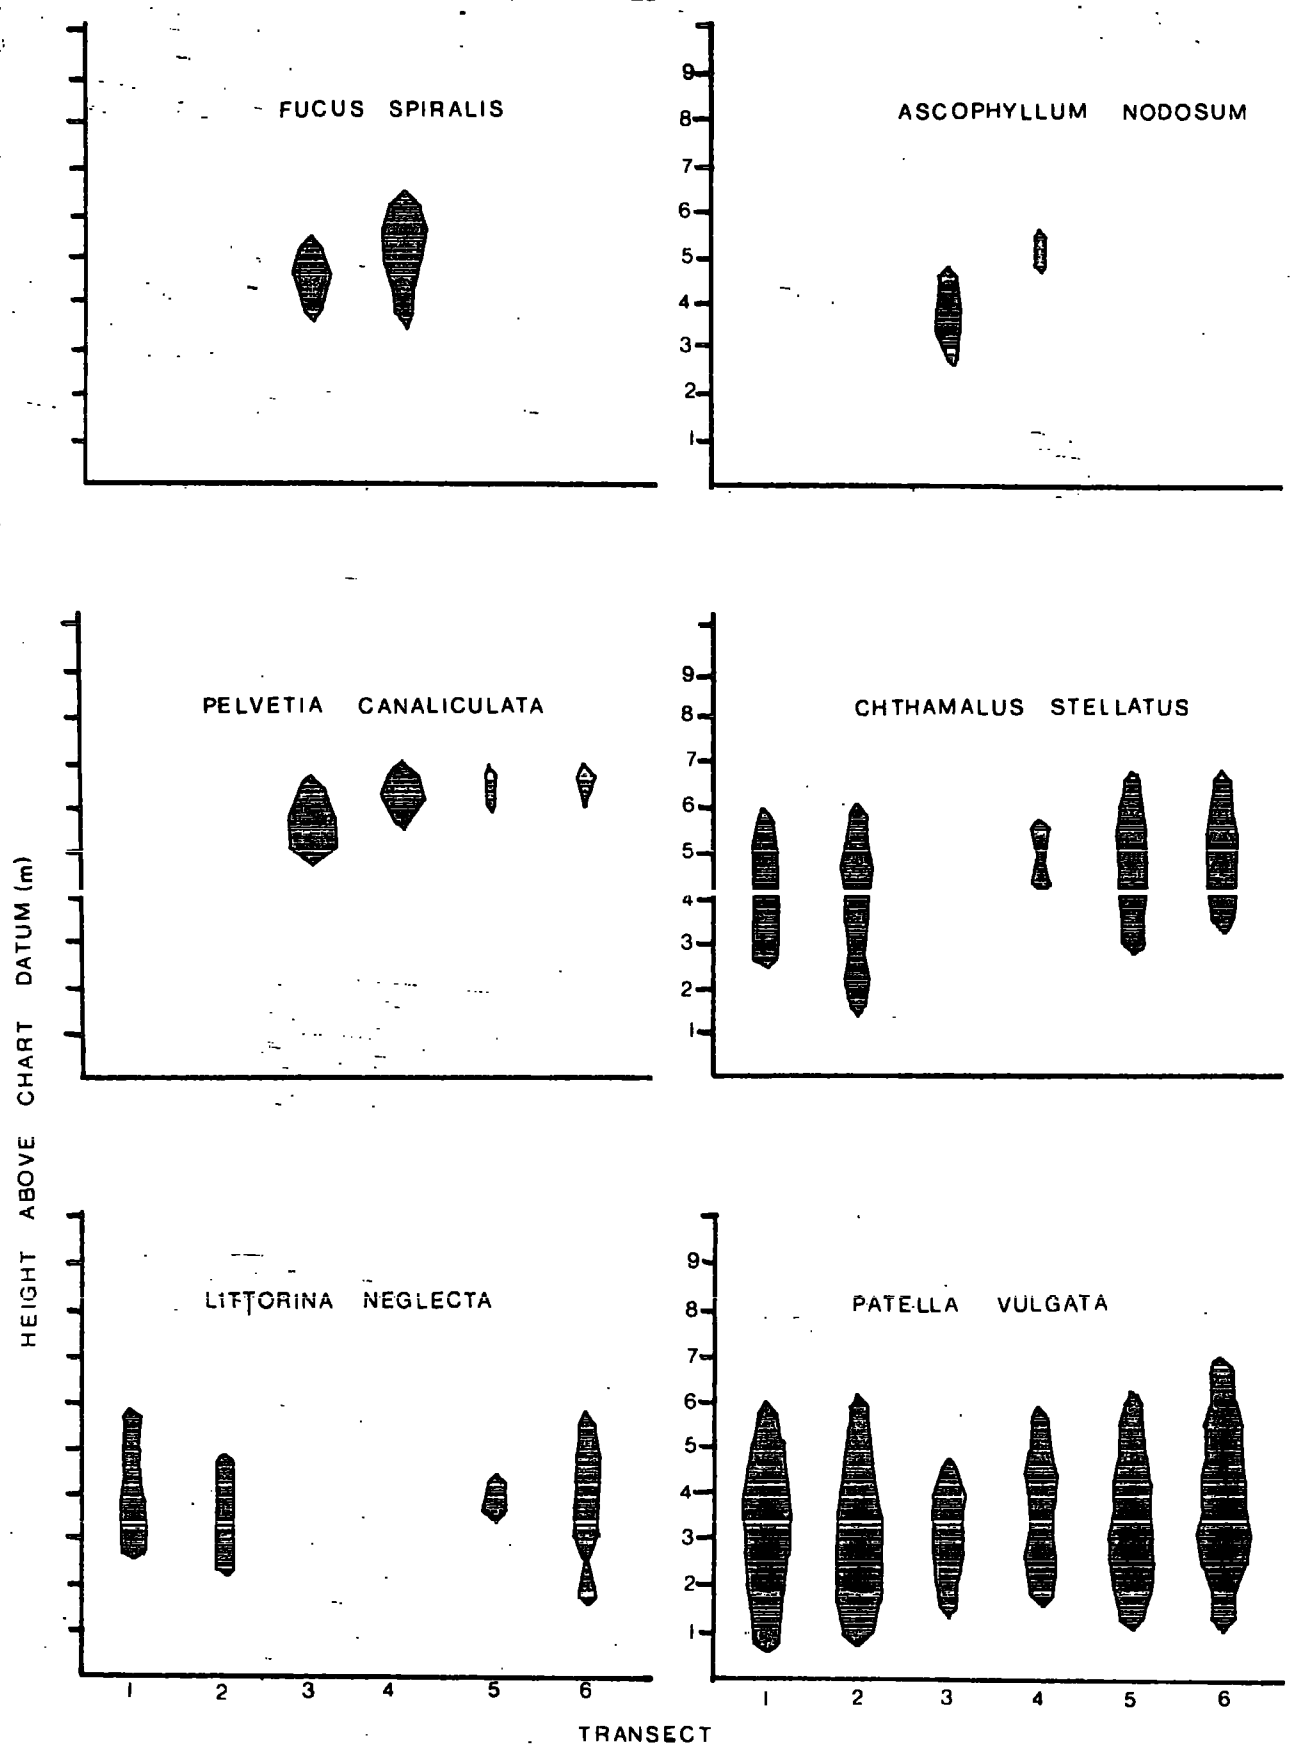 FUCUS SPIRALIS
ASCOPHYLLUM NODOSUM
9
8
7
6
5
4
3
2
1
PELVETIA CANALICULATA
CHTHAMALUS STELLATUS
9
8
7
6
5
4
3
2
1
HEIGHT ABOVE CHART DATUM (m)
LITTORINA NEGLECTA
PATELLA VULGATA
9
8
7
6
5
4
3
2
1
1 2 3 4 5 6
1 2 3 4 5 6
TRANSECT